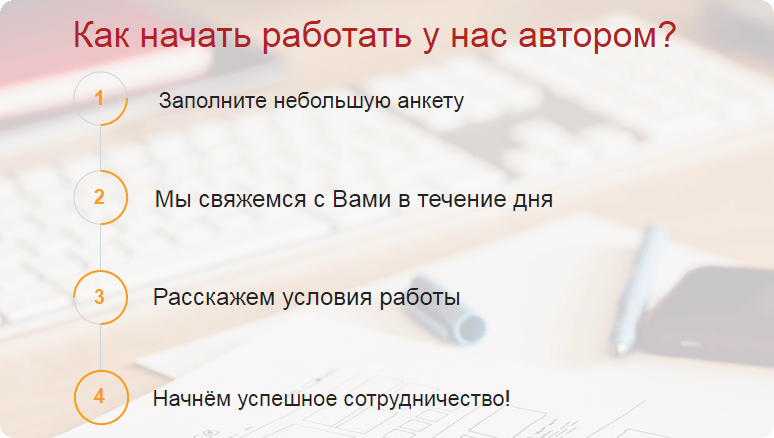 Как начать работать у нас автором?
1 Заполните небольшую анкету
2 Мы свяжемся с Вами в течение дня
3 Расскажем условия работы
4 Начнём успешное сотрудничество!